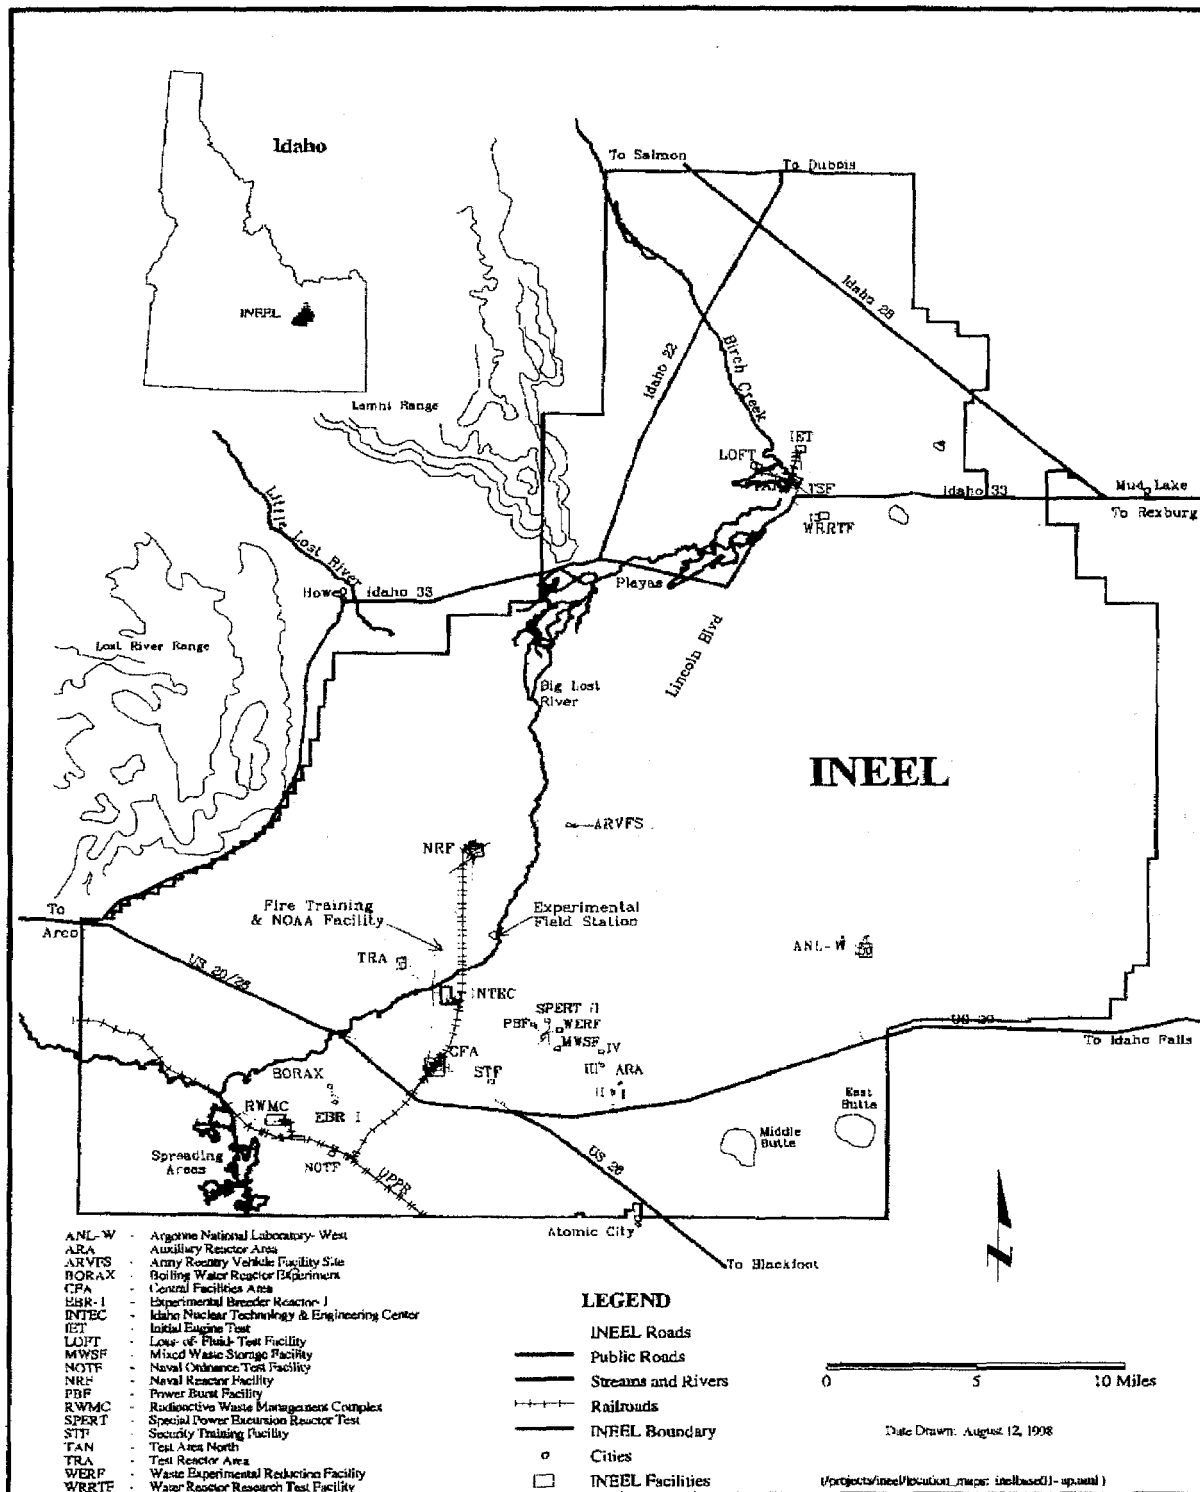 Idaho
INEEL
To Salmon
To Dubois
Idaho 28
Idaho 22
Birch Creek
Lemhi Range
IET
LOFT
TAN
TSF
Idaho 33
Mud Lake
To Rexburg
WRRTF
Little Lost River
Howe
Idaho 33
Playas
Lincoln Blvd
Lost River Range
Big Lost
River
INEEL
ARVFS
NRF
To
Arco
Fire Training
& NOAA Facility
Experimental
Field Station
TRA
ANL-W
US 20/26
INTEC
SPERT
PBF
WERF
MWSF
IV
III
ARA
II
I
US 20
To Idaho Falls
CFA
STF
BORAX
EBR I
RWMC
NOTF
UPRR
Spreading
Areas
US 26
Middle
Butte
East
Butte
Atomic City
To Blackfoot
N
ANL-W - Argonne National Laboratory- West
ARA - Auxiliary Reactor Area
ARVFS - Army Reentry Vehicle Facility Site
BORAX - Boiling Water Reactor Experiment
CFA - Central Facilities Area
EBR-I - Experimental Breeder Reactor-I
INTEC - Idaho Nuclear Technology & Engineering Center
IET - Initial Engine Test
LOFT - Loss-of-Fluid-Test Facility
MWSF - Mixed Waste Storage Facility
NOTF - Naval Ordnance Test Facility
NRF - Naval Reactor Facility
PBF - Power Burst Facility
RWMC - Radioactive Waste Management Complex
SPERT - Special Power Excursion Reactor Test
STF - Security Training Facility
TAN - Test Area North
TRA - Test Reactor Area
WERF - Waste Experimental Reduction Facility
WRRTF - Water Reactor Research Test Facility
LEGEND
INEEL Roads
Public Roads
Streams and Rivers
Railroads
INEEL Boundary
Cities
INEEL Facilities
0 5 10 Miles
Date Drawn: August 12, 1998